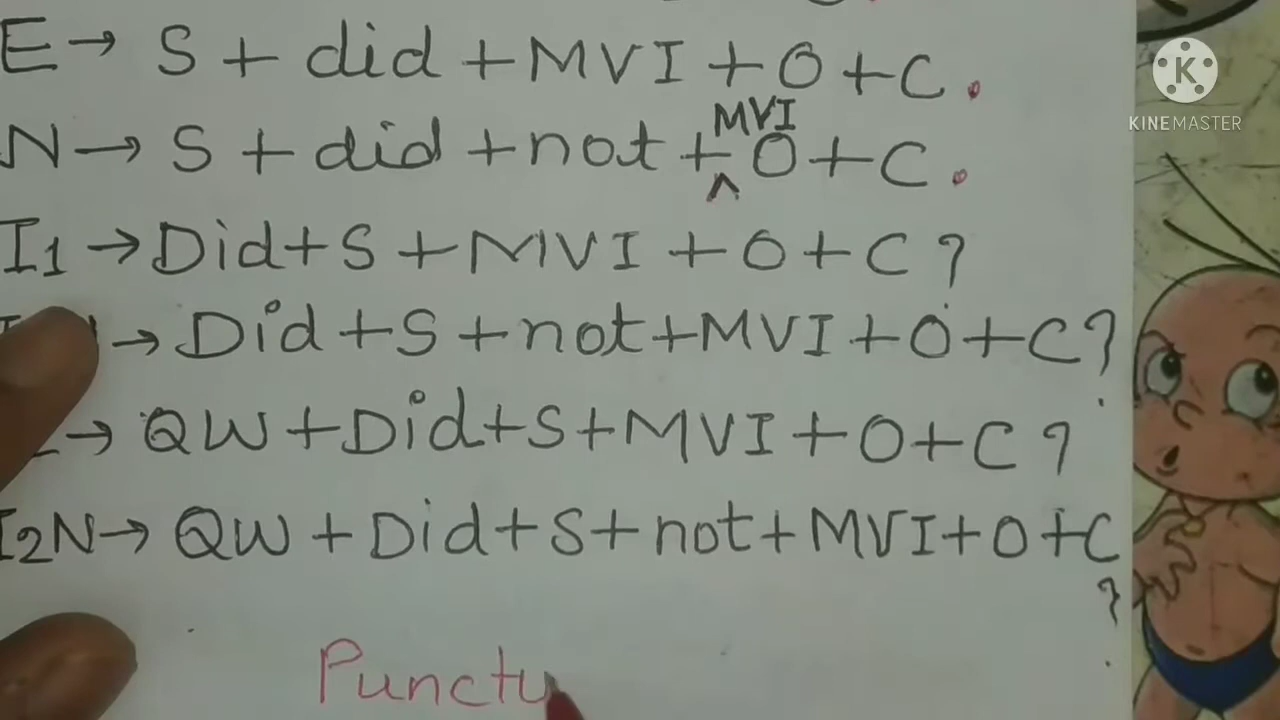 E→ S + did + MVI + O + C.
K
KINEMASTER
MVI
N→ S + did + not + ^ O + C.
I1 → Did + S + MVI + O + C ?
→ Did + S + not + MVI + O + C ?
→ QW + Did + S + MVI + O + C ?
I2N→ QW + Did + S + not + MVI + O + C
?
Punctu